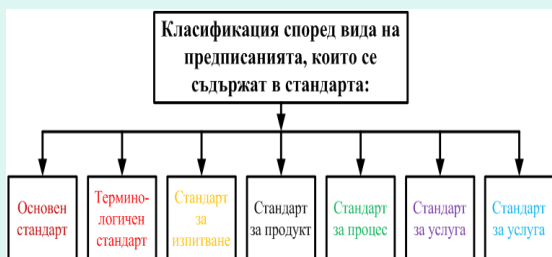 Класификация според вида на
предписанията, които се
съдържат в стандарта:
Основен
стандарт
Термино-
логичен
стандарт
Стандарт
за
изпитване
Стандарт
за продукт
Стандарт
за процес
Стандарт
за услуга
Стандарт
за услуга